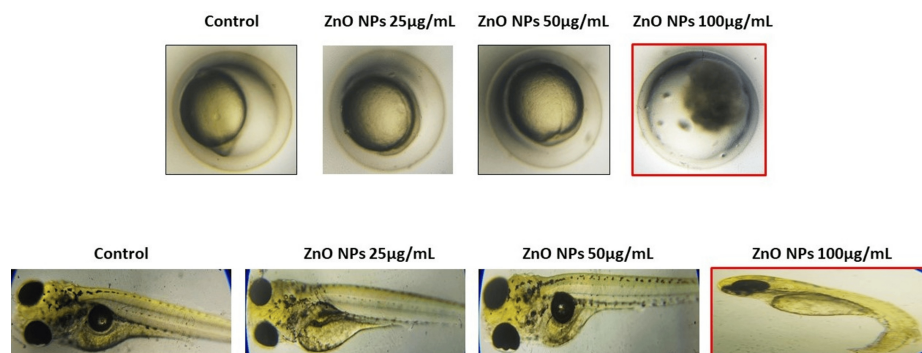 Control
ZnO NPs 25µg/mL
ZnO NPs 50µg/mL
ZnO NPs 100µg/mL
Control
ZnO NPs 25µg/mL
ZnO NPs 50µg/mL
ZnO NPs 100µg/mL